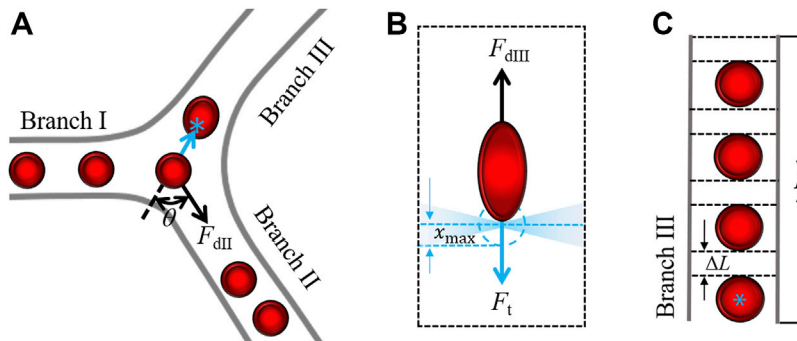 A
Branch I
Branch III
θ
F_dII
Branch II
B
F_dIII
x_max
F_t
C
Branch III
ΔL